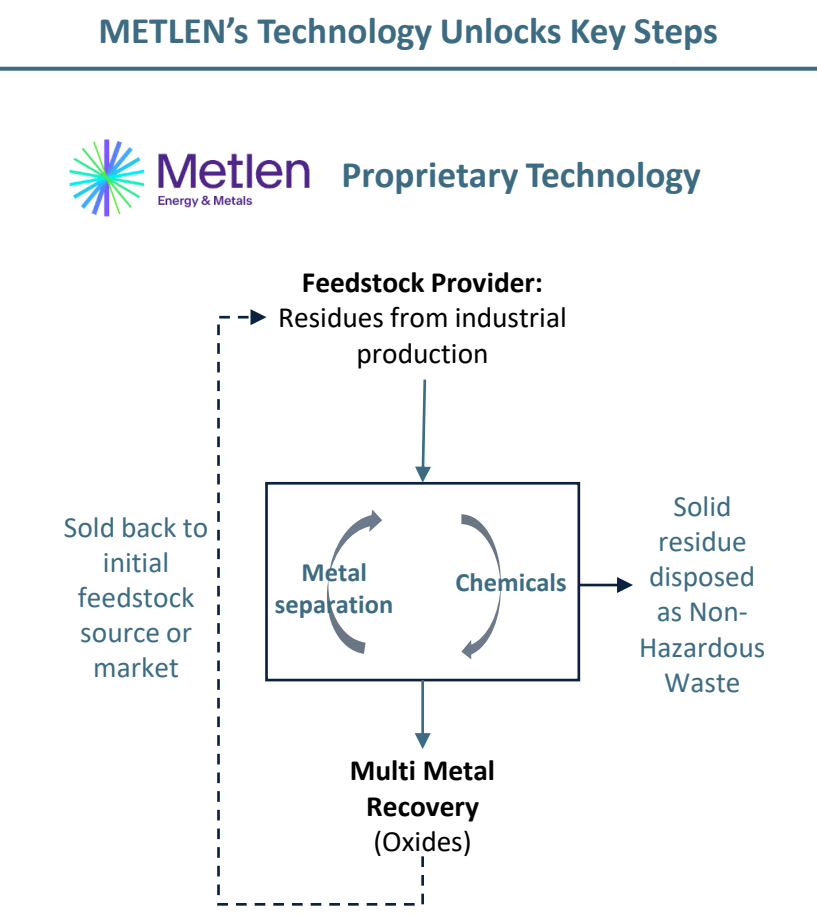 METLEN's Technology Unlocks Key Steps
Metlen
Energy & Metals
Proprietary Technology
Feedstock Provider:
Residues from industrial
production
Sold back to
initial
feedstock
source or
market
Metal
separation
Chemicals
Solid
residue
disposed
as Non-
Hazardous
Waste
Multi Metal
Recovery
(Oxides)